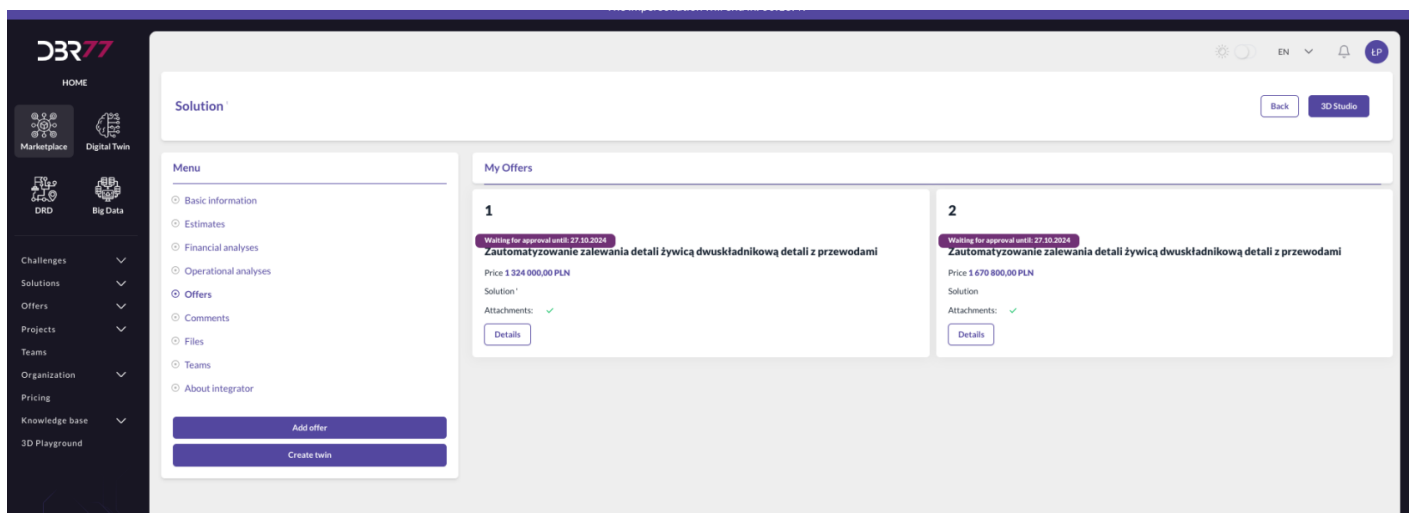 DBR77
HOME
Marketplace
Digital Twin
DRD
Big Data
Challenges
Solutions
Offers
Projects
Teams
Organization
Pricing
Knowledge base
3D Playground
EN
ŁP
Solution
Back
3D Studio
Menu
Basic information
Estimates
Financial analyses
Operational analyses
Offers
Comments
Files
Teams
About integrator
Add offer
Create twin
My Offers
1
Waiting for approval until: 27.10.2024
Zautomatyzowanie zalewania detali żywicą dwuskładnikową detali z przewodami
Price 1 324 000,00 PLN
Solution '
Attachments:
Details
2
Waiting for approval until: 27.10.2024
Zautomatyzowanie zalewania detali żywicą dwuskładnikową detali z przewodami
Price 1 670 800,00 PLN
Solution
Attachments:
Details